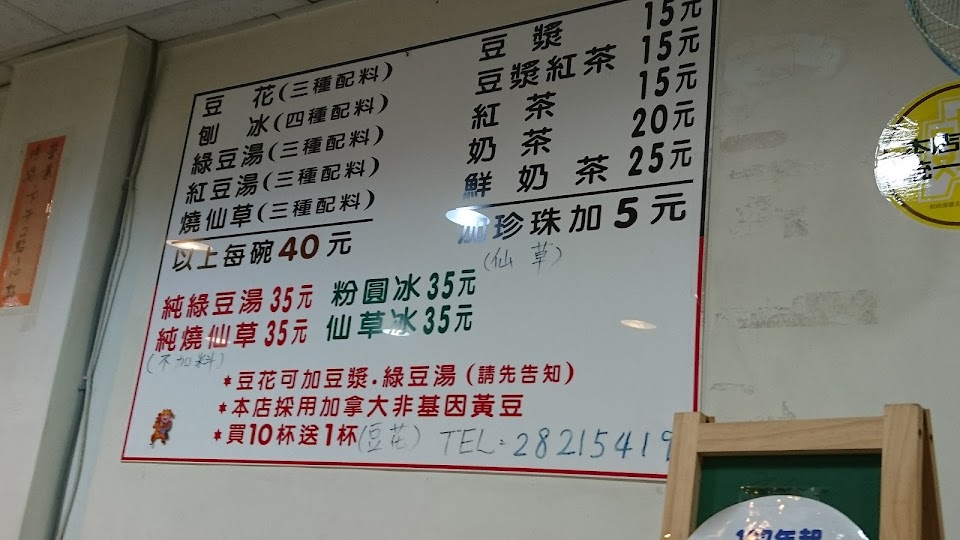 豆花(三種配料)
刨冰(四種配料)
綠豆湯(三種配料)
紅豆湯(三種配料)
燒仙草(三種配料)
以上每碗40元
豆漿 15元
豆漿紅茶 15元
紅茶 15元
奶茶 20元
鮮奶茶 25元
加珍珠加5元
(仙草)
純綠豆湯35元 粉圓冰35元
純燒仙草35元 仙草冰35元
(不加料)
*豆花可加豆漿.綠豆湯(請先告知)
*本店採用加拿大非基因黃豆
*買10杯送1杯(豆花) TEL:28215419
本店